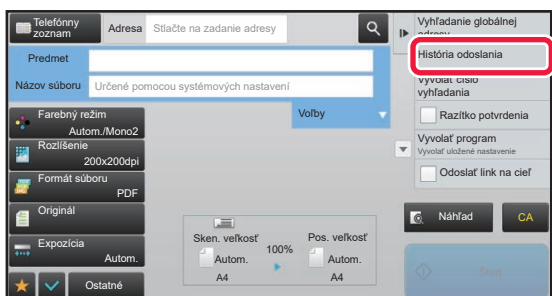 Telefónny
zoznam
Adresa
Stlačte na zadanie adresy
Predmet
Názov súboru
Určené pomocou systémových nastavení
Voľby
Farebný režim
Autom./Mono2
Rozlíšenie
200x200dpi
Formát súboru
PDF
Originál
Expozícia
Autom.
Ostatné
Sken. veľkosť
Autom.
A4
100%
Pos. veľkosť
Autom.
A4
Vyhľadanie globálnej
adresy
História odoslania
Vyvolať číslo
vyhľadania
Razítko potvrdenia
Vyvolať program
Vyvolať uložené nastavenie
Odoslať link na cieľ
Náhľad
CA
Štart